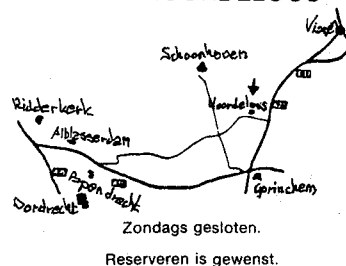 Vianen
Schoonhoven
Noordeloos
Ridderkerk
Alblasserdam
Papendrecht
Dordrecht
Gorinchem
Zondags gesloten.
Reserveren is gewenst.